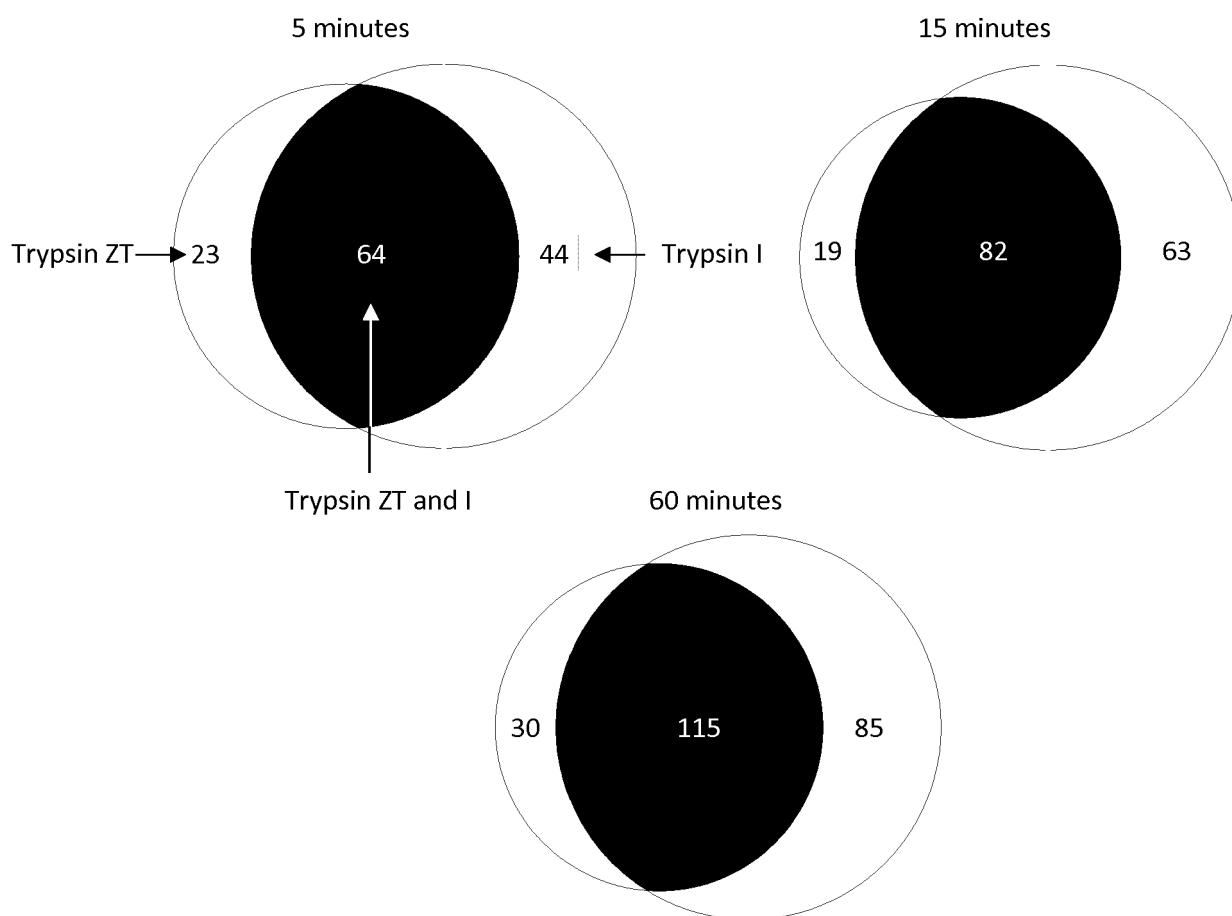 5 minutes
15 minutes
Trypsin ZT
23
64
44
Trypsin I
19
82
63
Trypsin ZT and I
60 minutes
30
115
85